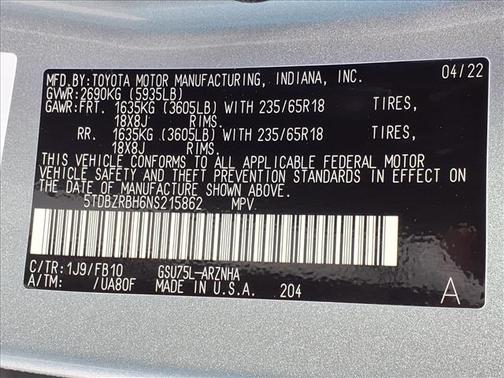 MFD.BY:TOYOTA MOTOR MANUFACTURING, INDIANA, INC. 04/22
GVWR:2690KG (5935LB)
GAWR:FRT. 1635KG (3605LB) WITH 235/65R18 TIRES,
18X8J RIMS.
RR. 1635KG (3605LB) WITH 235/65R18 TIRES,
18X8J RIMS.
THIS VEHICLE CONFORMS TO ALL APPLICABLE FEDERAL MOTOR
VEHICLE SAFETY AND THEFT PREVENTION STANDARDS IN EFFECT
ON THE DATE OF MANUFACTURE SHOWN ABOVE.
5TDBZRBH6NS215862 MPV.
C/TR:1J9/FB10 GSU75L-ARZNHA
A/TM: /UA80F MADE IN U.S.A. 204 A